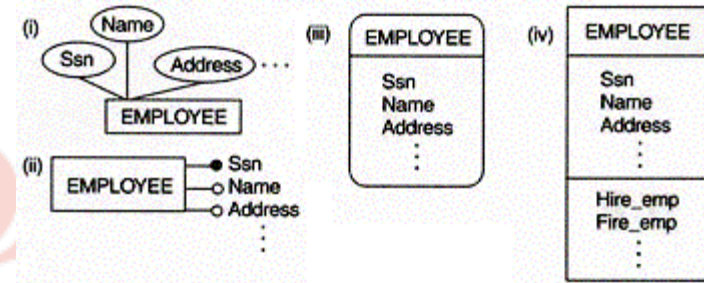 (i)
Name
Ssn
Address ...
EMPLOYEE
(ii)
EMPLOYEE
Ssn
Name
Address
⋮
(iii)
EMPLOYEE
Ssn
Name
Address
⋮
(iv)
EMPLOYEE
Ssn
Name
Address
⋮
Hire_emp
Fire_emp
⋮